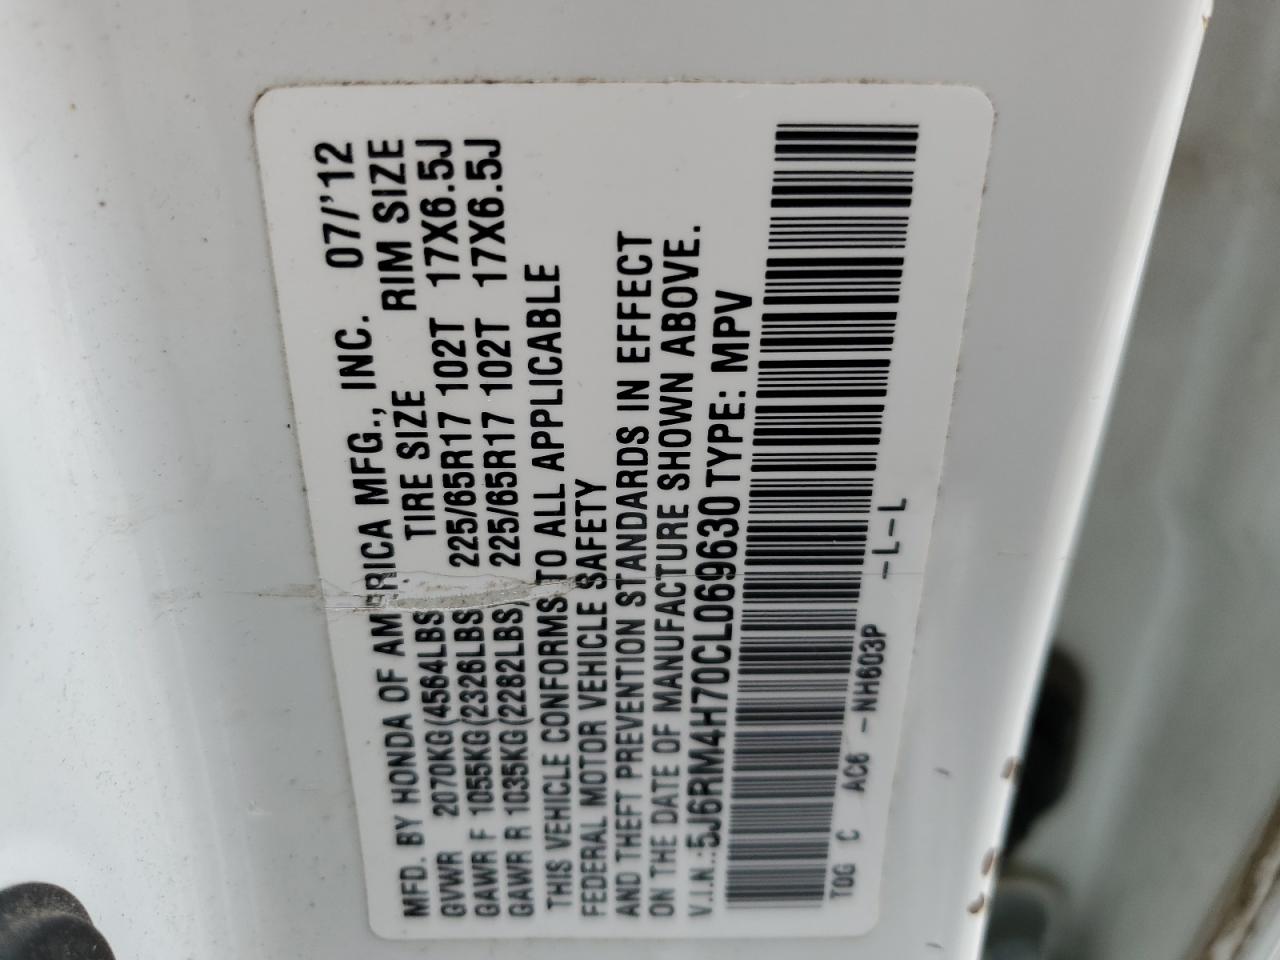 MFD. BY HONDA OF AMERICA MFG., INC. 07/'12
GVWR 2070KG(4564LBS) TIRE SIZE RIM SIZE
GAWR F 1055KG(2326LBS) 225/65R17 102T 17X6.5J
GAWR R 1035KG(2282LBS) 225/65R17 102T 17X6.5J
THIS VEHICLE CONFORMS TO ALL APPLICABLE
FEDERAL MOTOR VEHICLE SAFETY
AND THEFT PREVENTION STANDARDS IN EFFECT
ON THE DATE OF MANUFACTURE SHOWN ABOVE.
V.I.N.:5J6RM4H70CL069630 TYPE: MPV
T0G C AC6 -NH603P -L-L